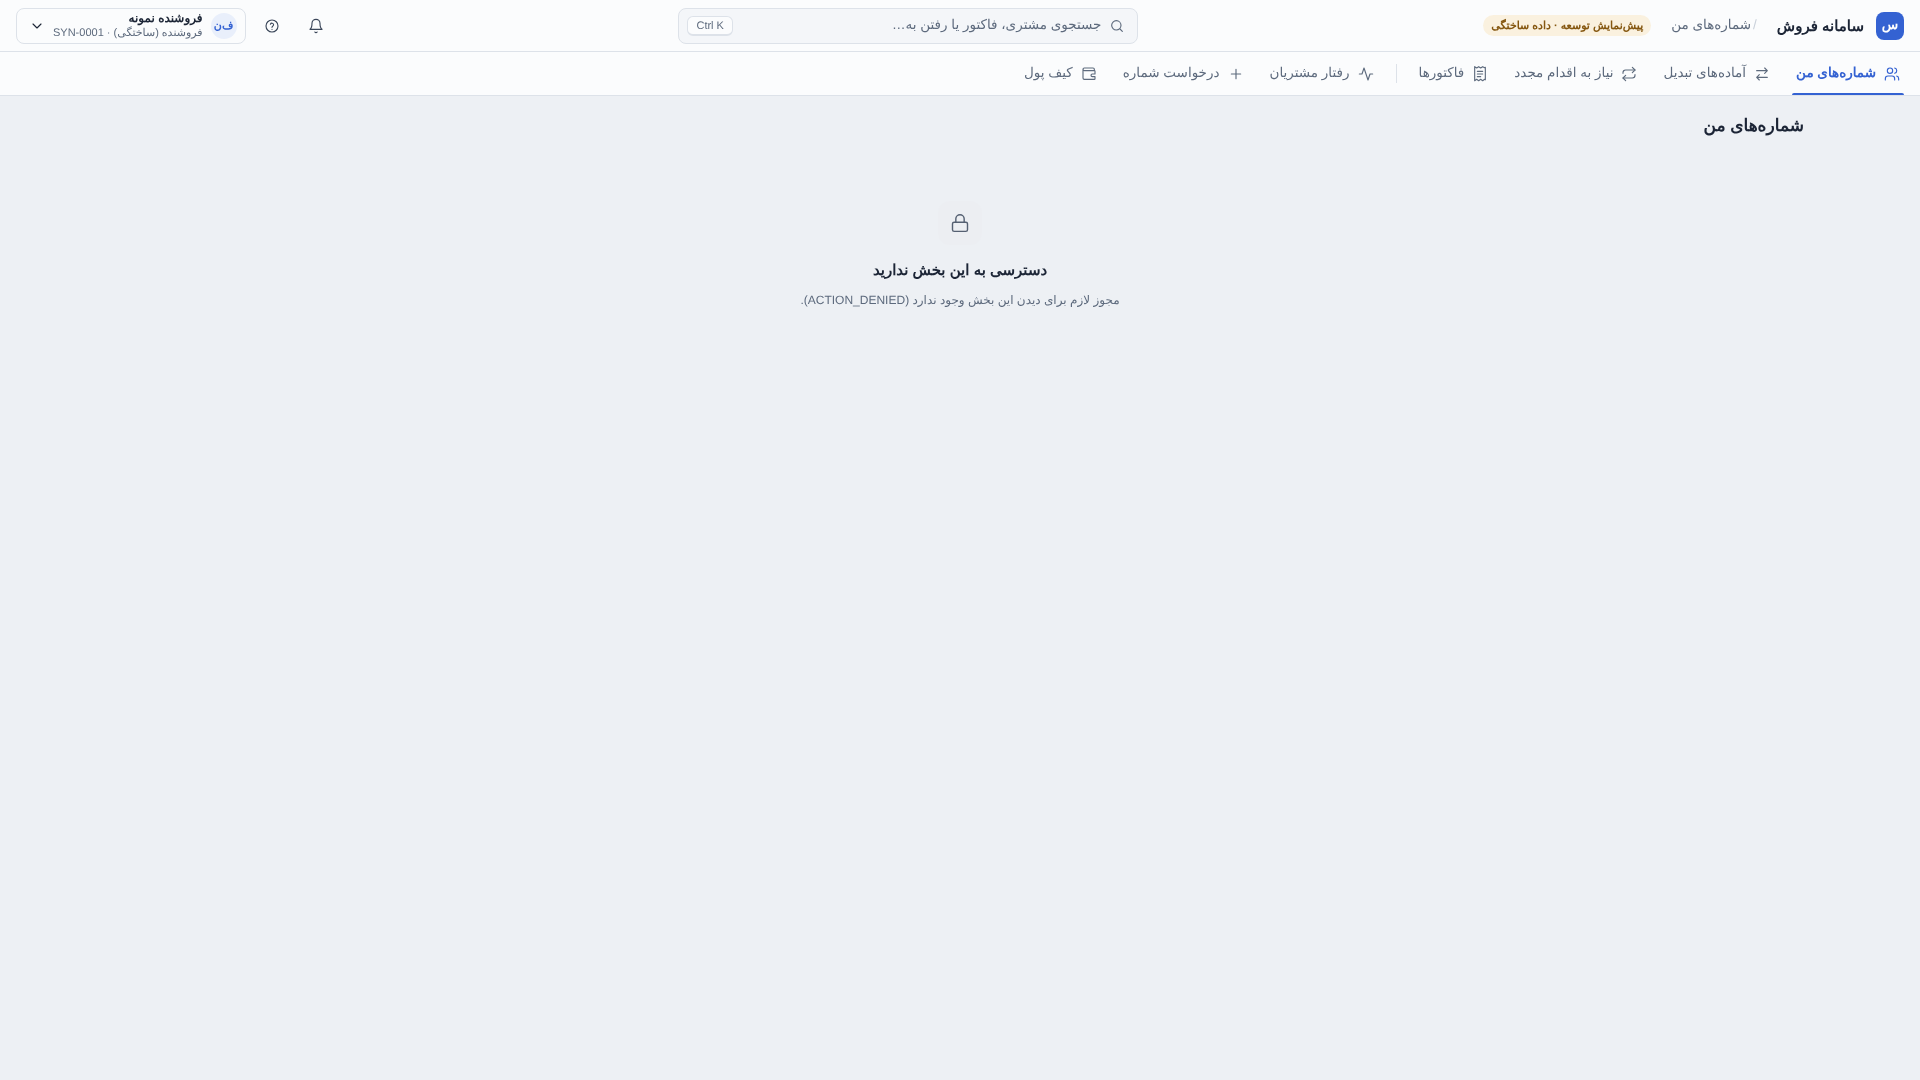 س
سامانه فروش
/ شماره‌های من
پیش‌نمایش توسعه · داده ساختگی
جستجوی مشتری، فاکتور یا رفتن به…
Ctrl K
ف‌ن
فروشنده نمونه
فروشنده (ساختگی) · SYN-0001
شماره‌های من
آماده‌های تبدیل
نیاز به اقدام مجدد
فاکتورها
رفتار مشتریان
درخواست شماره
کیف پول
شماره‌های من
دسترسی به این بخش ندارید
مجوز لازم برای دیدن این بخش وجود ندارد (ACTION_DENIED).